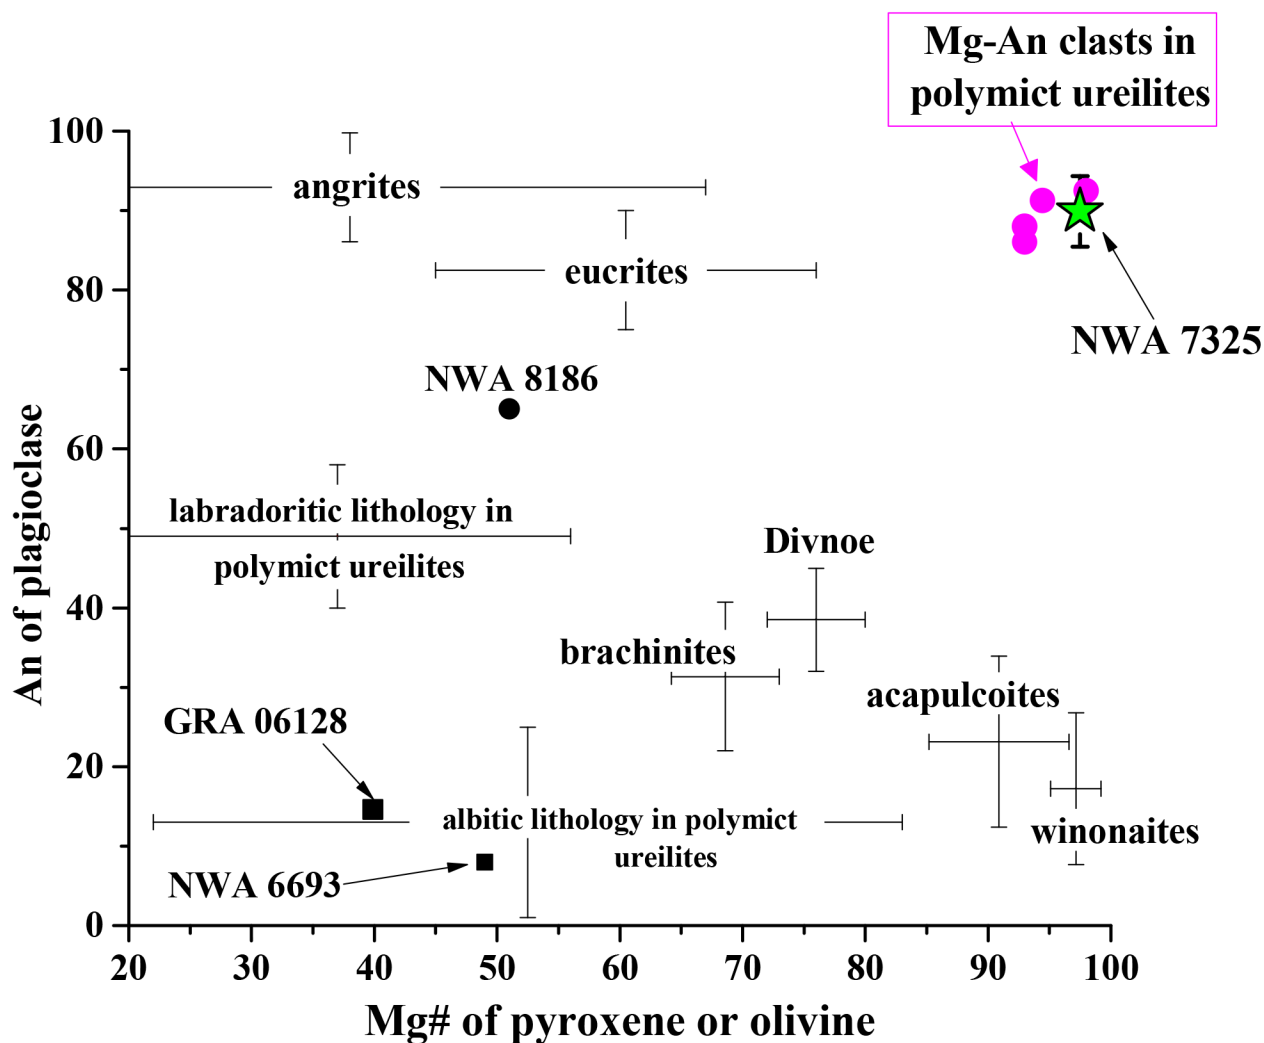 Mg-An clasts in
polymict ureilites
100
angrites
eucrites
80
NWA 7325
NWA 8186
60
labradoritic lithology in
polymict ureilites
Divnoe
40
brachinites
acapulcoites
GRA 06128
20
albitic lithology in polymict
ureilites
winonaites
NWA 6693
0
An of plagioclase
20 30 40 50 60 70 80 90 100
Mg# of pyroxene or olivine